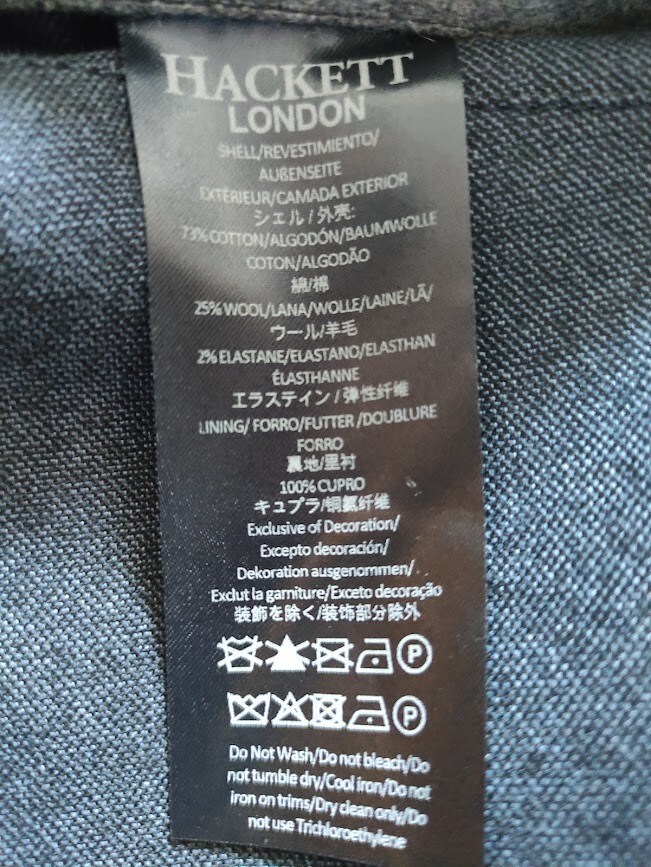 HACKETT
LONDON
SHELL/REVESTIMIENTO/
AUßENSEITE
EXTÉRIEUR/CAMADA EXTERIOR
シェル / 外壳:
73% COTTON/ALGODÓN/BAUMWOLLE
COTON/ALGODÃO
綿/棉
25% WOOL/LANA/WOLLE/LAINE/LÃ/
ウール/羊毛
2% ELASTANE/ELASTANO/ELASTHAN
ÉLASTHANNE
エラステイン / 弹性纤维
LINING/ FORRO/FUTTER /DOUBLURE
FORRO
裏地/里衬
100% CUPRO
キュプラ/铜氨纤维
Exclusive of Decoration/
Excepto decoración/
Dekoration ausgenommen/
Exclut la garniture/Exceto decoração
装飾を除く/装饰部分除外
P
P
Do Not Wash/Do not bleach/Do
not tumble dry/Cool iron/Do not
iron on trims/Dry clean only/Do
not use Trichloroethylene